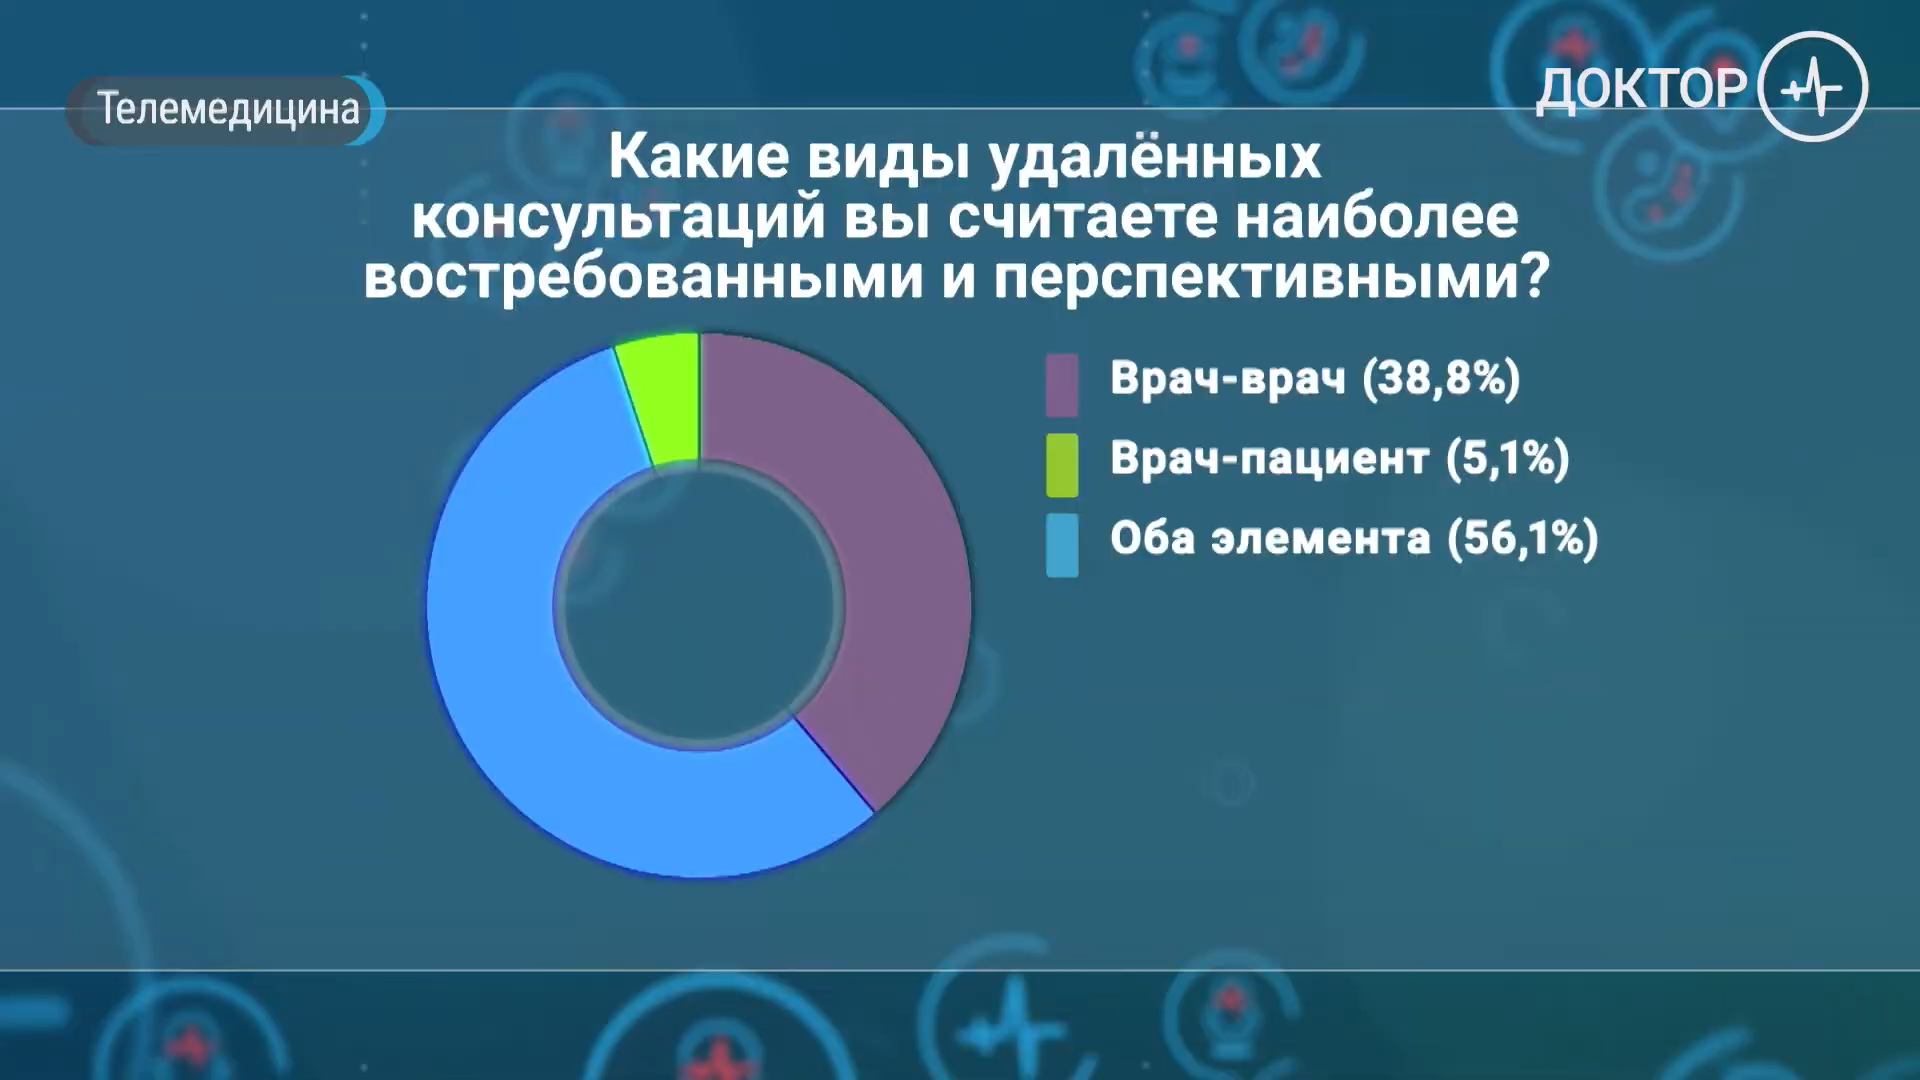 Телемедицина
ДОКТОР
Какие виды удалённых
консультаций вы считаете наиболее
востребованными и перспективными?
Врач-врач (38,8%)
Врач-пациент (5,1%)
Оба элемента (56,1%)